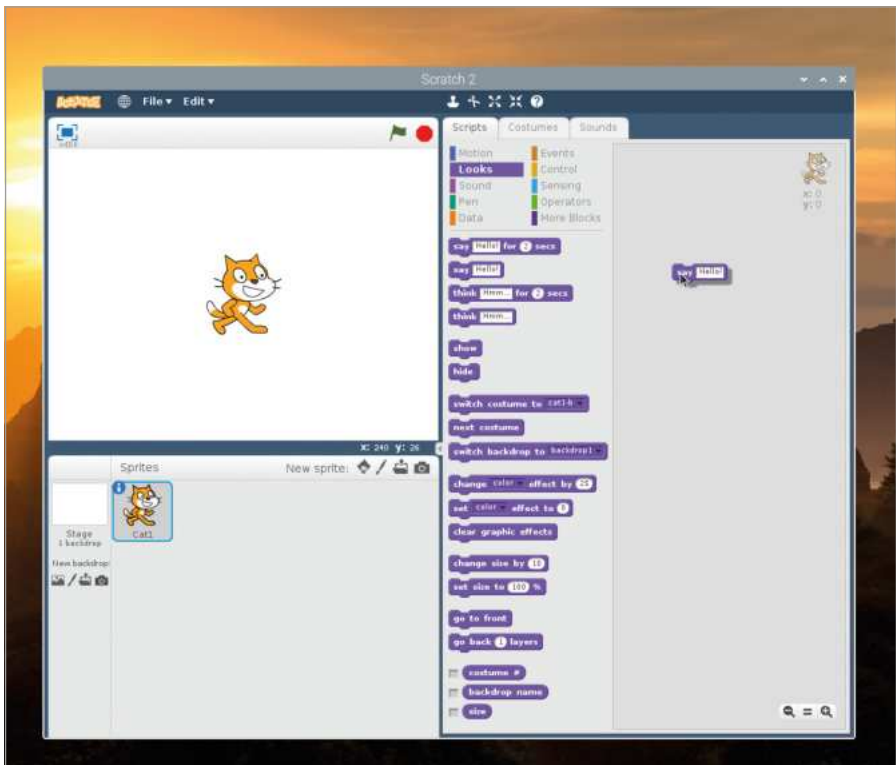 Scratch 2
SCRATCH File Edit
Scripts Costumes Sounds
Motion Events
Looks Control
Sound Sensing
Pen Operators
Data More Blocks
x: 0
y: 0
say Hello! for 2 secs
say Hello!
say Hello!
think Hmm... for 2 secs
think Hmm...
show
hide
switch costume to cat1-b
next costume
switch backdrop to backdrop1
change color effect by 25
set color effect to 0
clear graphic effects
change size by 10
set size to 100 %
go to front
go back 1 layers
costume #
backdrop name
size
X: 240 y: 26
Sprites New sprite:
Stage
1 backdrop
Cat1
New backdrop: